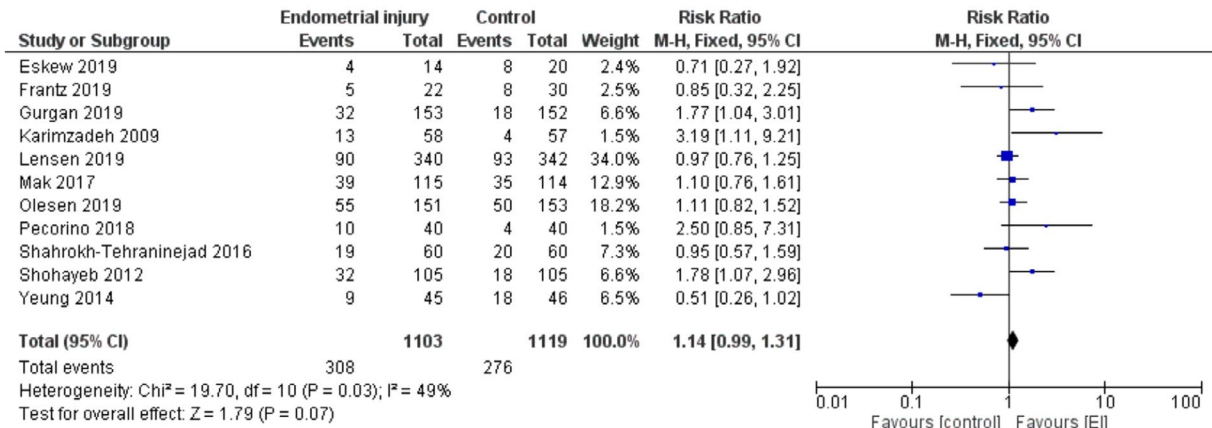 Endometrial injury Control Risk Ratio Risk Ratio
Study or Subgroup Events Total Events Total Weight M-H, Fixed, 95% CI M-H, Fixed, 95% CI
Eskew 2019 4 14 8 20 2.4% 0.71 [0.27, 1.92]
Frantz 2019 5 22 8 30 2.5% 0.85 [0.32, 2.25]
Gurgan 2019 32 153 18 152 6.6% 1.77 [1.04, 3.01]
Karimzadeh 2009 13 58 4 57 1.5% 3.19 [1.11, 9.21]
Lensen 2019 90 340 93 342 34.0% 0.97 [0.76, 1.25]
Mak 2017 39 115 35 114 12.9% 1.10 [0.76, 1.61]
Olesen 2019 55 151 50 153 18.2% 1.11 [0.82, 1.52]
Pecorino 2018 10 40 4 40 1.5% 2.50 [0.85, 7.31]
Shahrokh-Tehraninejad 2016 19 60 20 60 7.3% 0.95 [0.57, 1.59]
Shohayeb 2012 32 105 18 105 6.6% 1.78 [1.07, 2.96]
Yeung 2014 9 45 18 46 6.5% 0.51 [0.26, 1.02]
Total (95% CI) 1103 1119 100.0% 1.14 [0.99, 1.31]
Total events 308 276
Heterogeneity: Chi² = 19.70, df = 10 (P = 0.03); I² = 49%
Test for overall effect: Z = 1.79 (P = 0.07)
0.01 0.1 1 10 100
Favours [control] Favours [EI]